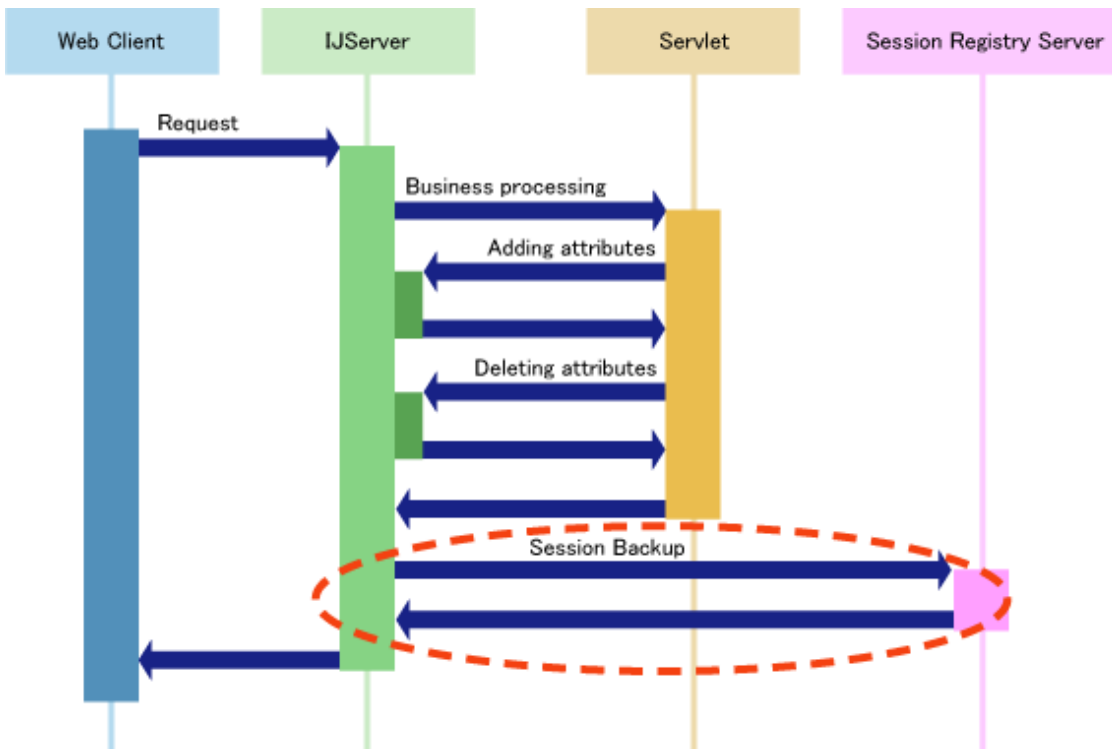 Web Client
IJServer
Servlet
Session Registry Server
Request
Business processing
Adding attributes
Deleting attributes
Session Backup